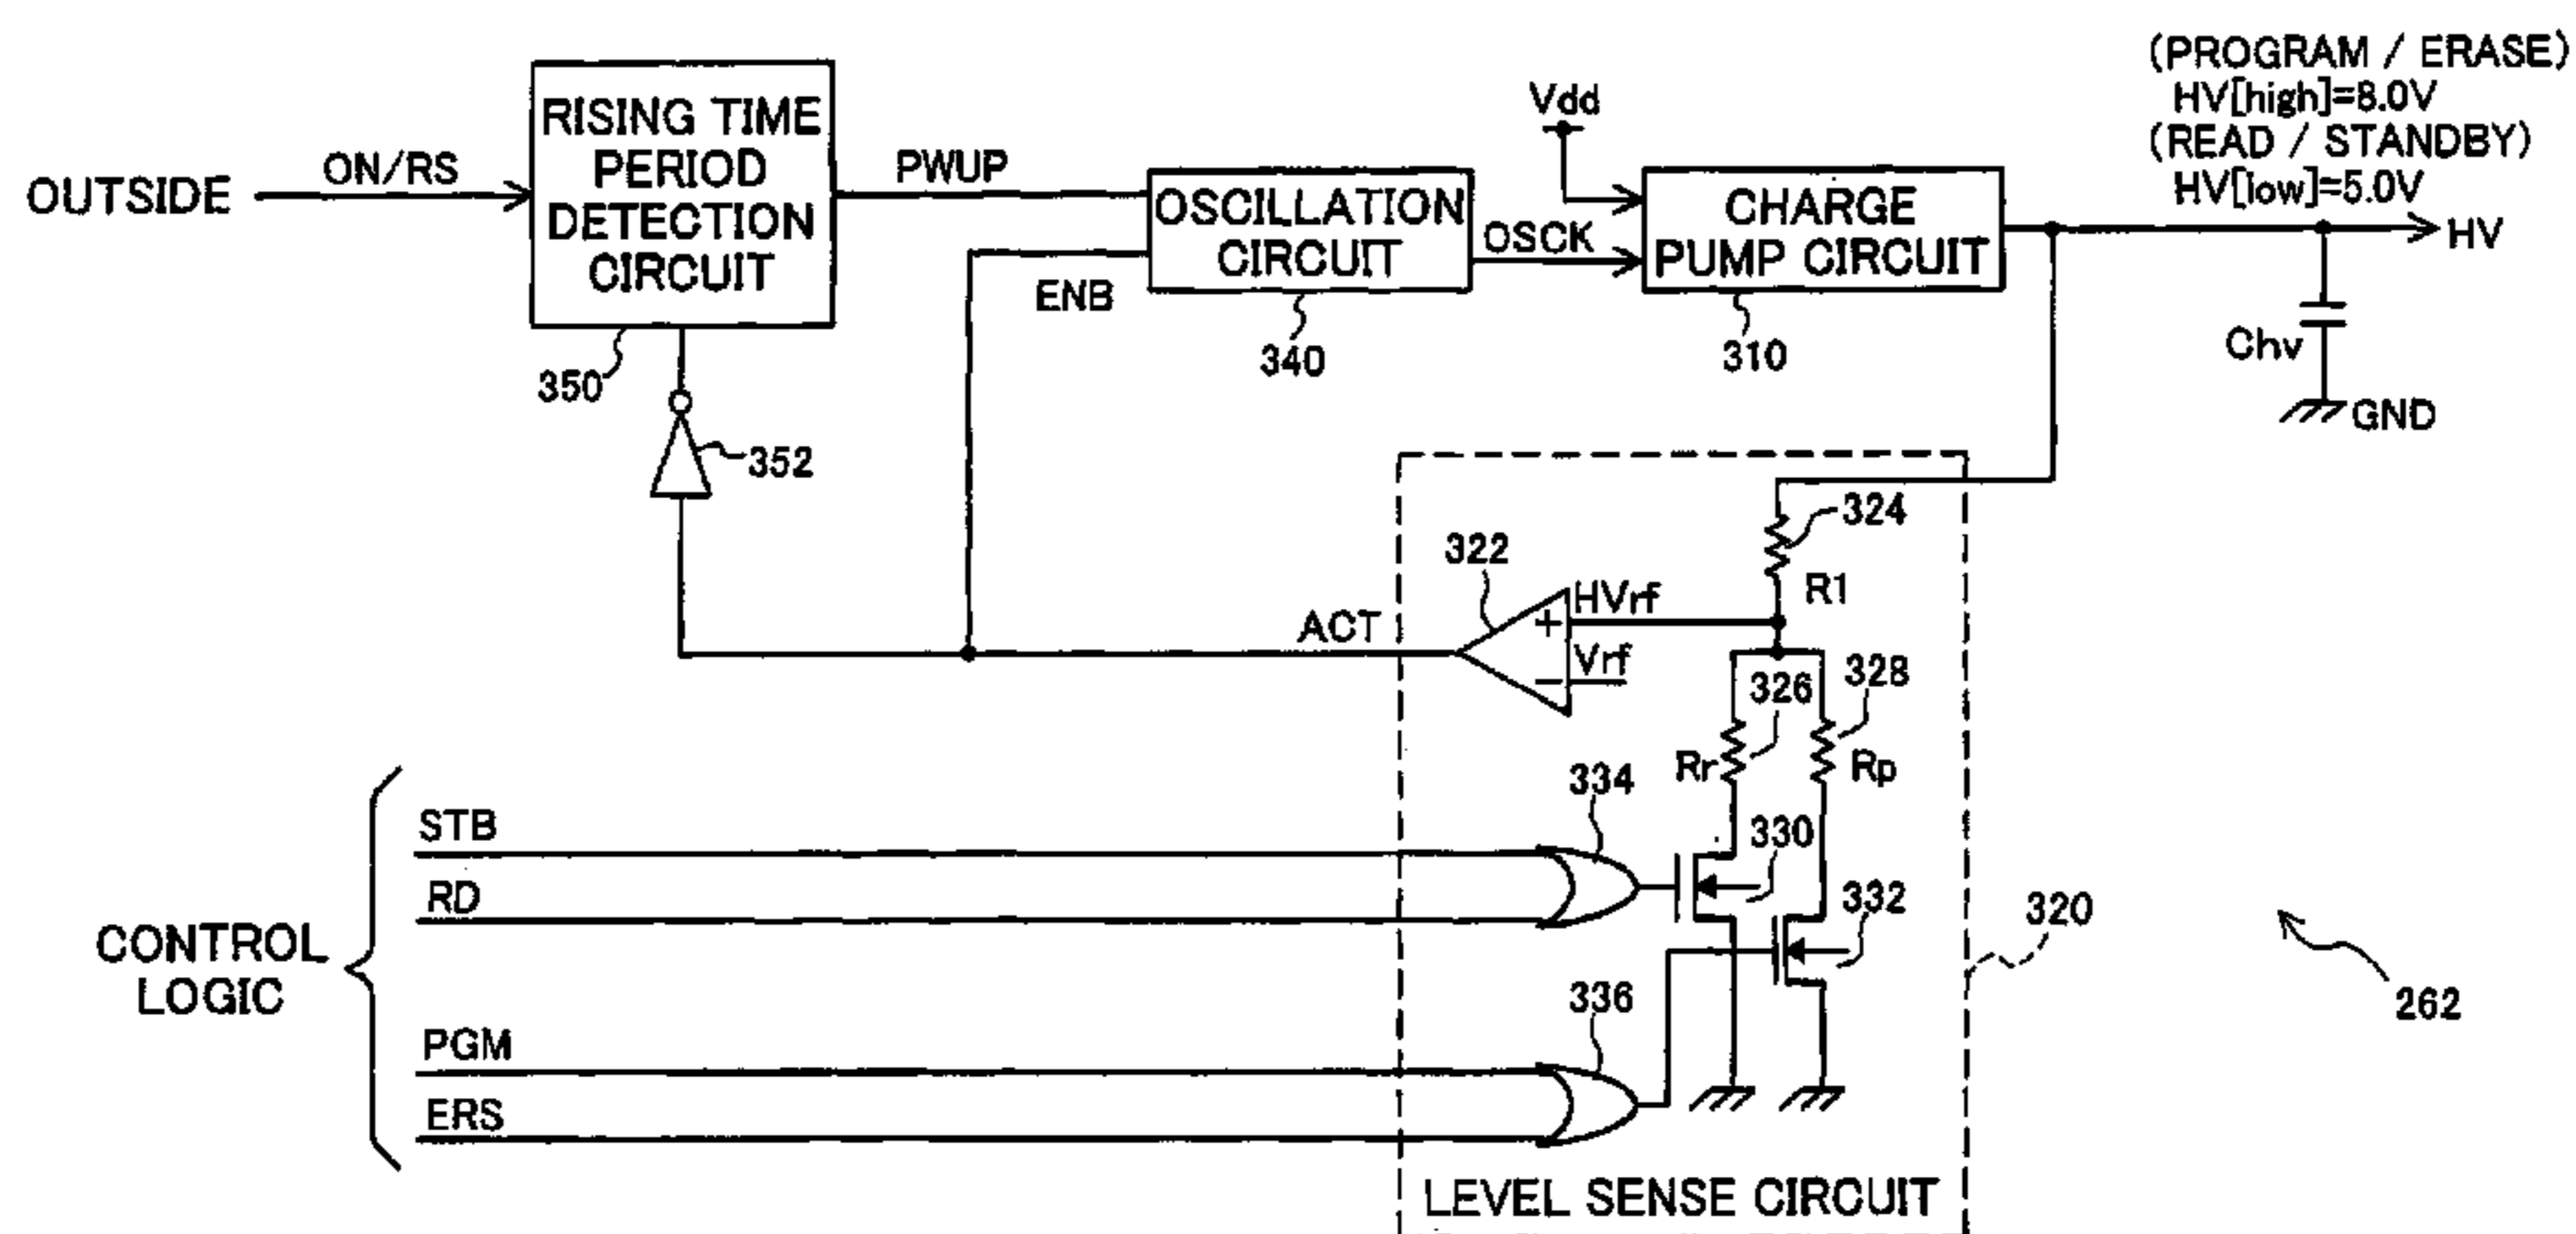 (PROGRAM / ERASE)
HV[high]=8.0V
(READ / STANDBY)
HV[low]=5.0V
OUTSIDE
ON/RS
RISING TIME
PERIOD
DETECTION
CIRCUIT
350
PWUP
ENB
OSCILLATION
CIRCUIT
340
OSCK
Vdd
CHARGE
PUMP CIRCUIT
310
HV
Chv
GND
352
324
R1
322
HVrf
+
Vrf
−
ACT
326
328
Rr
Rp
334
330
332
336
320
262
CONTROL
LOGIC
STB
RD
PGM
ERS
LEVEL SENSE CIRCUIT